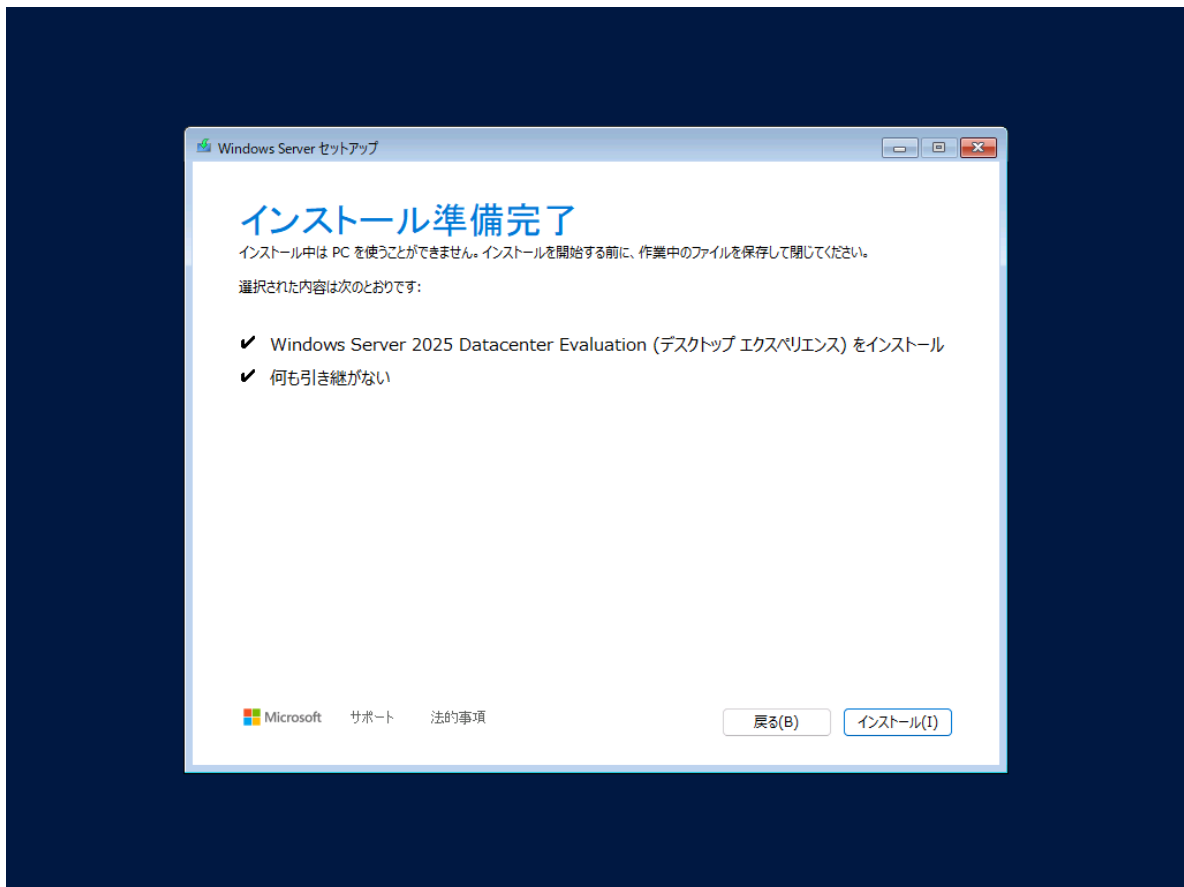 Windows Server セットアップ
インストール準備完了
インストール中は PC を使うことができません。インストールを開始する前に、作業中のファイルを保存して閉じてください。
選択された内容は次のとおりです:
✔ Windows Server 2025 Datacenter Evaluation (デスクトップ エクスペリエンス) をインストール
✔ 何も引き継がない
Microsoft サポート 法的事項 戻る(B) インストール(I)